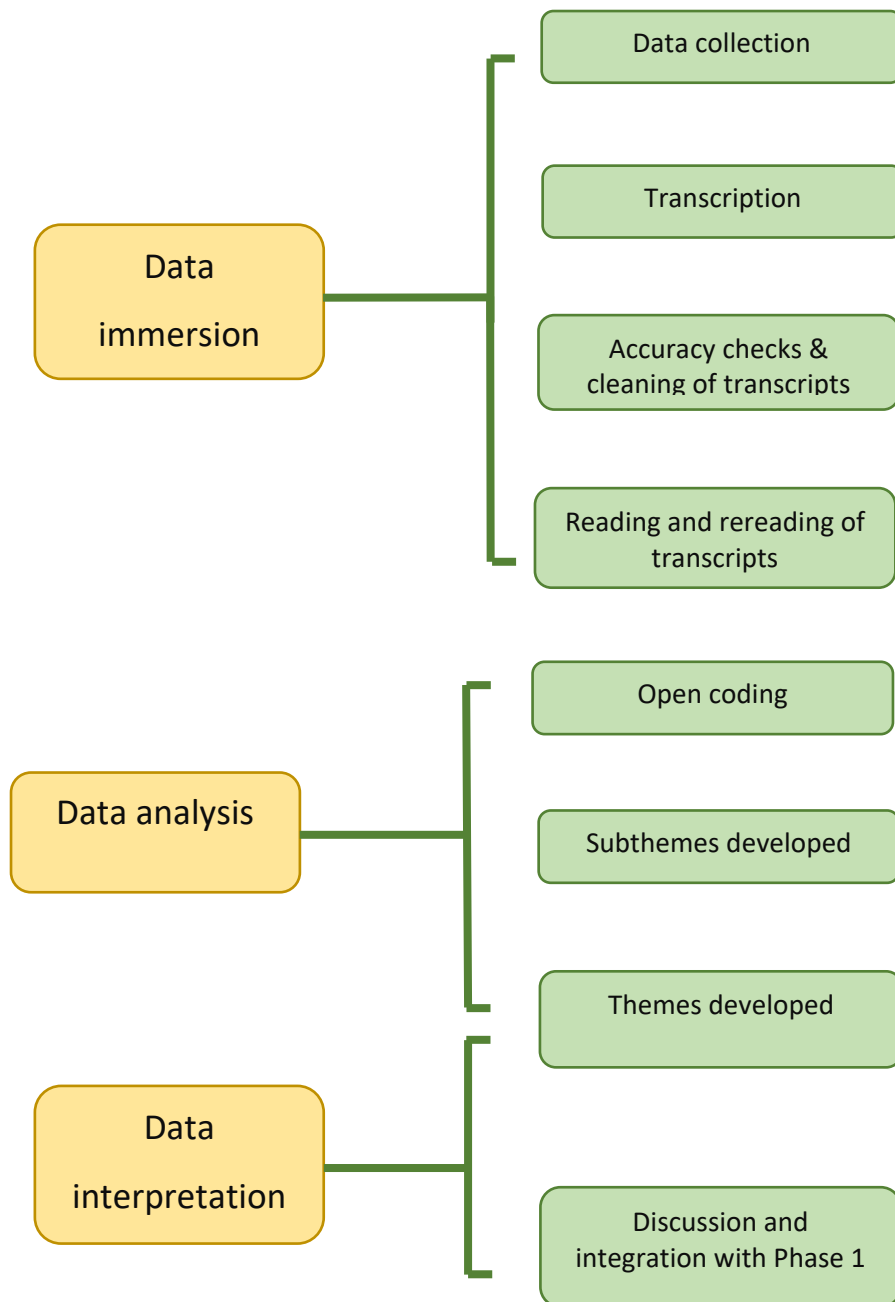 Data collection
Transcription
Data
immersion
Accuracy checks &
cleaning of transcripts
Reading and rereading of
transcripts
Open coding
Data analysis
Subthemes developed
Themes developed
Data
interpretation
Discussion and
integration with Phase 1